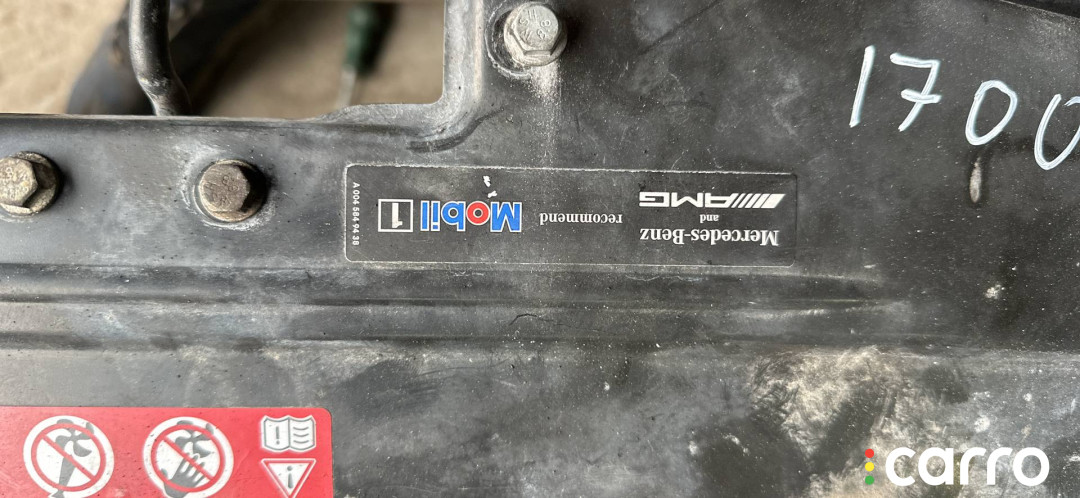 1700
Mercedes-Benz
and
AMG
recommend
Mobil 1
A 004 584 94 38
carro